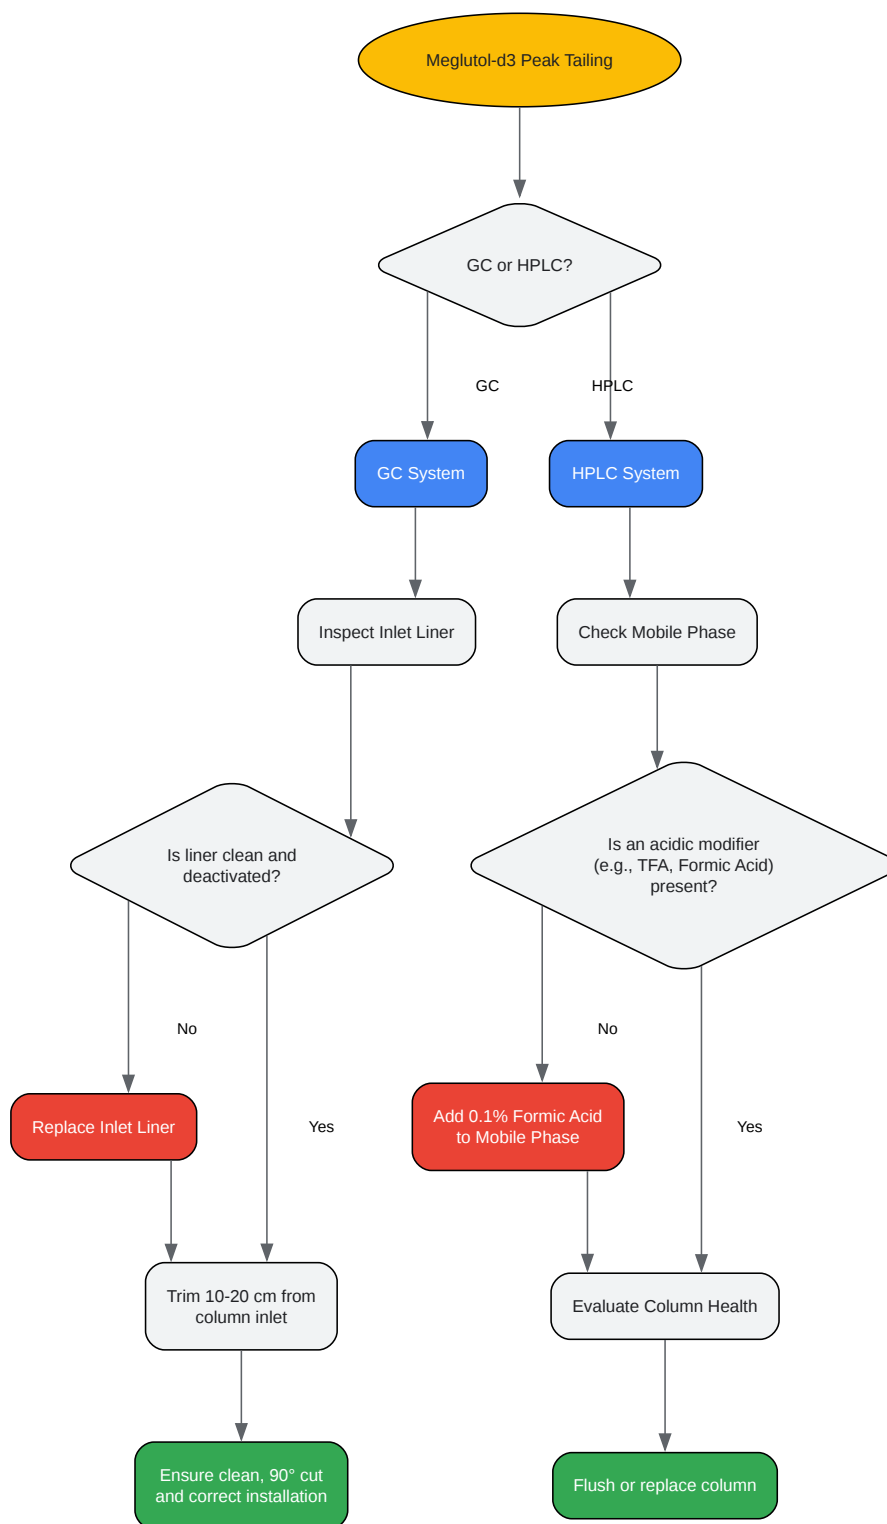 Meglutol-d3 Peak Tailing
GC or HPLC?
GC
HPLC
GC System
HPLC System
Inspect Inlet Liner
Check Mobile Phase
Is liner clean and
deactivated?
Is an acidic modifier
(e.g., TFA, Formic Acid)
present?
No
No
Replace Inlet Liner
Yes
Add 0.1% Formic Acid
to Mobile Phase
Yes
Trim 10-20 cm from
column inlet
Evaluate Column Health
Ensure clean, 90° cut
and correct installation
Flush or replace column